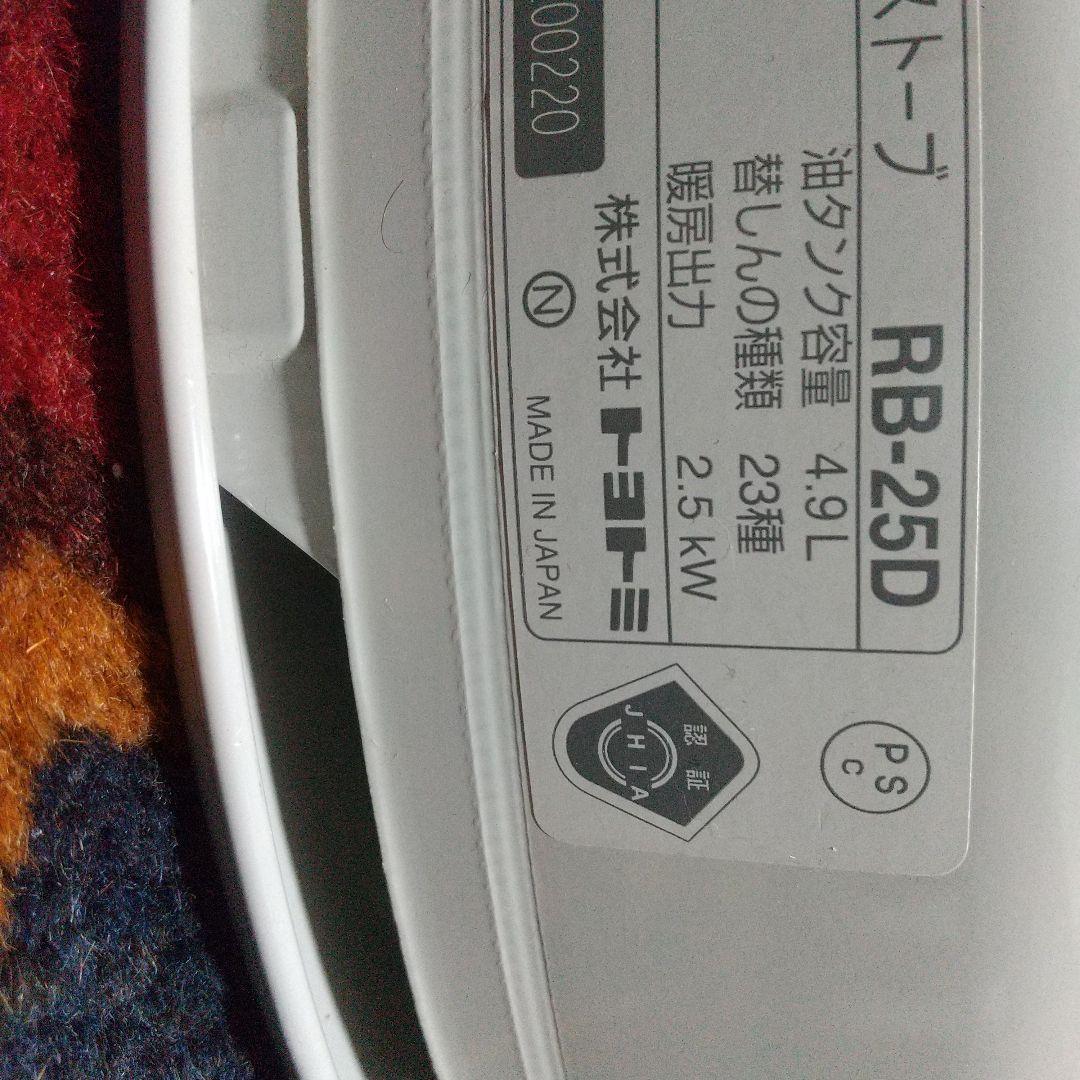 ストーブ RB-25D
油タンク容量 4.9L
替しんの種類 23種
暖房出力 2.5 kW
株式会社 トヨトミ
00220
N MADE IN JAPAN
PS
C
認証
JHIA